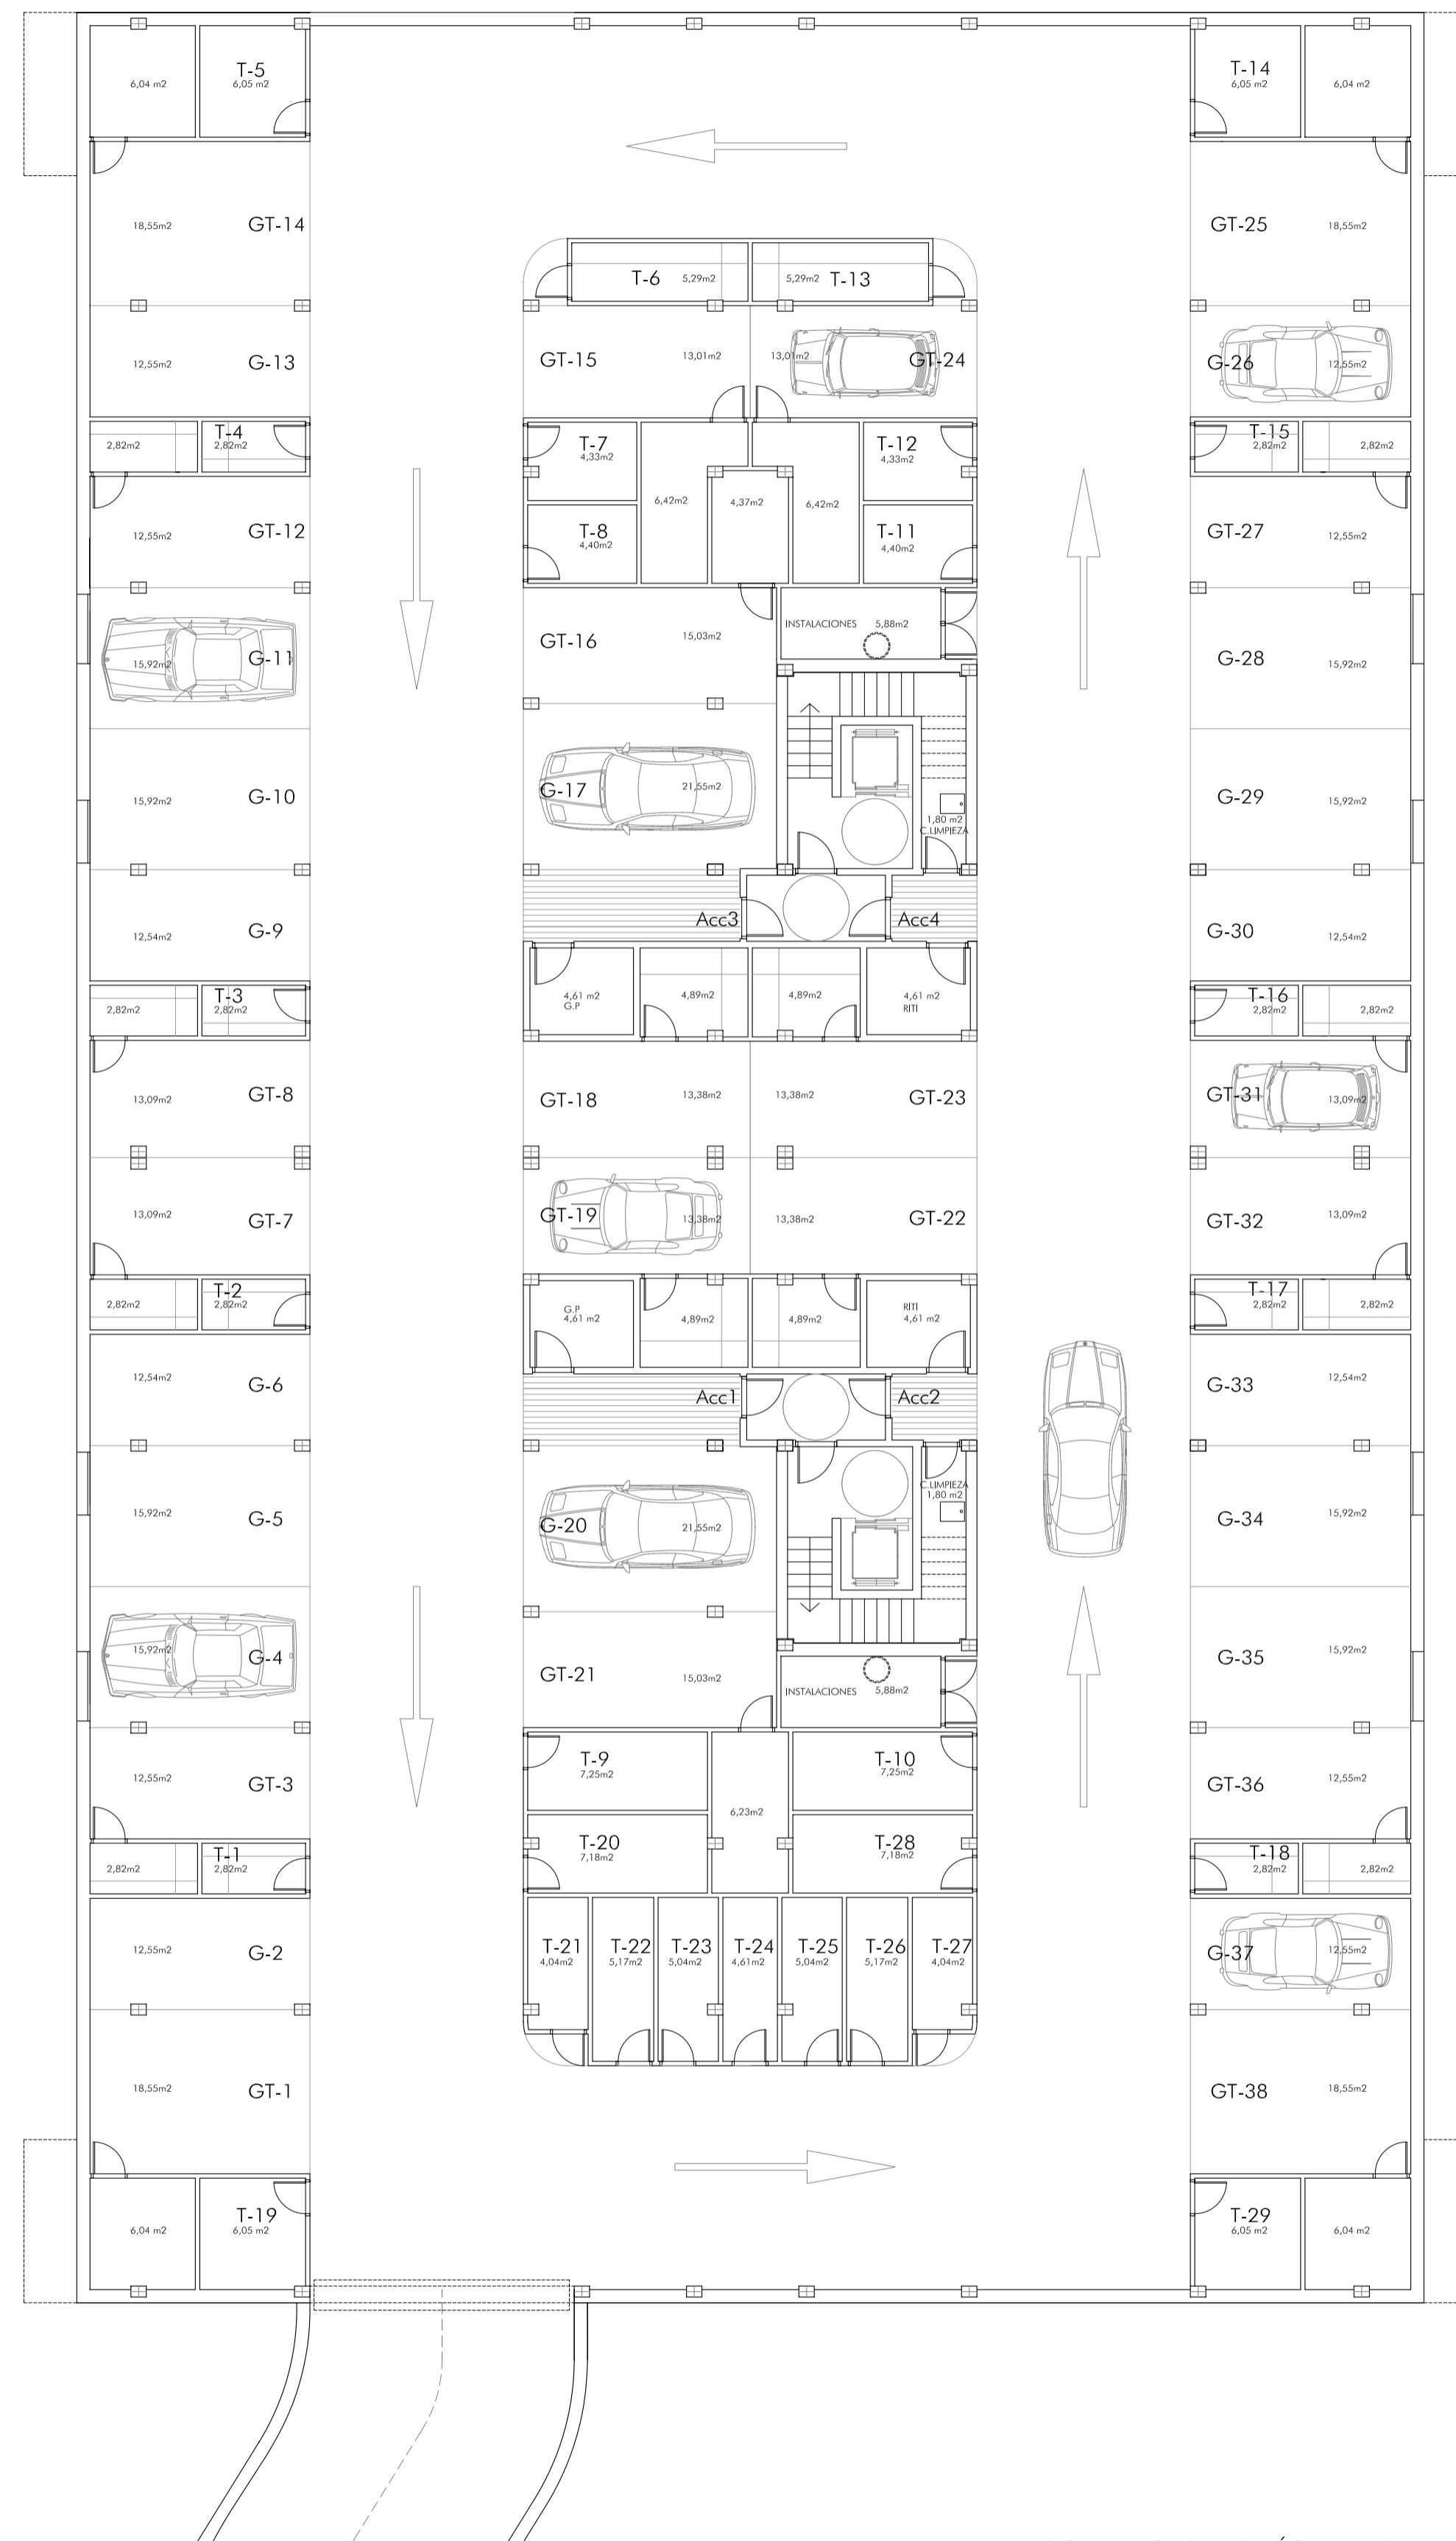 6,04 m2
T-5
6,05 m2
T-14
6,05 m2
6,04 m2
18,55m2
GT-14
GT-25
18,55m2
T-6 5,29m2
5,29m2 T-13
12,55m2
G-13
GT-15
13,01m2
13,01m2
GT-24
G-26
12,55m2
2,82m2
T-4
2,82m2
T-7
4,33m2
T-12
4,33m2
T-15
2,82m2
2,82m2
6,42m2
4,37m2
6,42m2
12,55m2
GT-12
T-8
4,40m2
T-11
4,40m2
GT-27
12,55m2
15,92m2
G-11
GT-16
15,03m2
INSTALACIONES 5,88m2
G-28
15,92m2
15,92m2
G-10
G-17
21,55m2
1,80 m2
C.LIMPIEZA
G-29
15,92m2
12,54m2
G-9
Acc3
Acc4
G-30
12,54m2
2,82m2
T-3
2,82m2
4,61 m2
G.P
4,89m2
4,89m2
4,61 m2
RITI
T-16
2,82m2
2,82m2
13,09m2
GT-8
GT-18
13,38m2
13,38m2
GT-23
GT-31
13,09m2
13,09m2
GT-7
GT-19
13,38m2
13,38m2
GT-22
GT-32
13,09m2
2,82m2
T-2
2,82m2
G.P
4,61 m2
4,89m2
4,89m2
RITI
4,61 m2
T-17
2,82m2
2,82m2
12,54m2
G-6
Acc1
Acc2
G-33
12,54m2
15,92m2
G-5
G-20
21,55m2
C.LIMPIEZA
1,80 m2
G-34
15,92m2
15,92m2
G-4
GT-21
15,03m2
INSTALACIONES 5,88m2
G-35
15,92m2
12,55m2
GT-3
T-9
7,25m2
6,23m2
T-10
7,25m2
GT-36
12,55m2
2,82m2
T-1
2,82m2
T-20
7,18m2
T-28
7,18m2
T-18
2,82m2
2,82m2
12,55m2
G-2
T-21
4,04m2
T-22
5,17m2
T-23
5,04m2
T-24
4,61m2
T-25
5,04m2
T-26
5,17m2
T-27
4,04m2
G-37
12,55m2
18,55m2
GT-1
GT-38
18,55m2
6,04 m2
T-19
6,05 m2
T-29
6,05 m2
6,04 m2